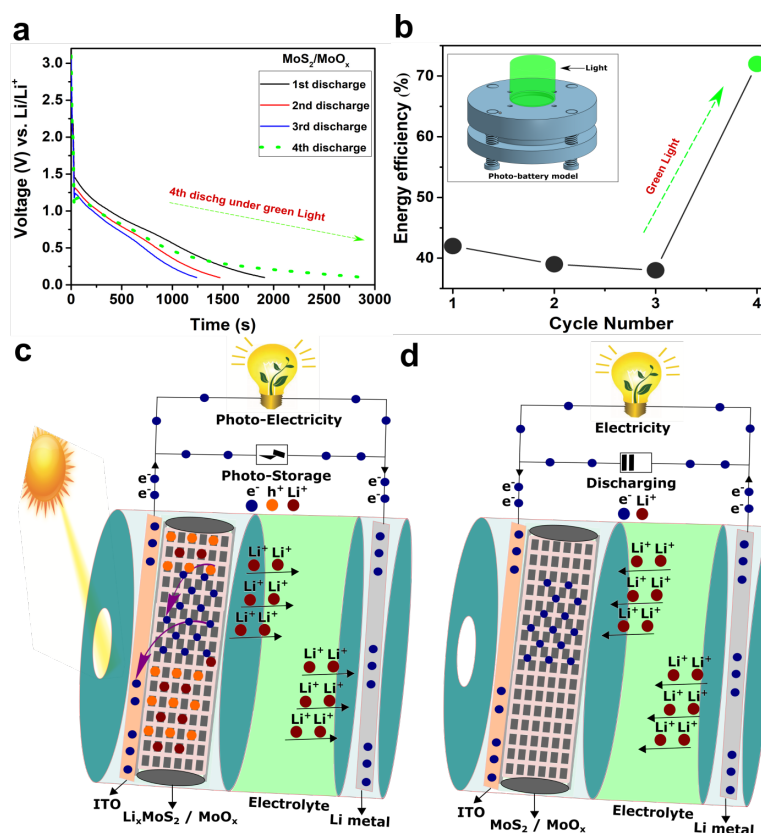 a
MoS₂/MoOₓ
1st discharge
2nd discharge
3rd discharge
4th discharge
4th dischg under green Light
Voltage (V) vs. Li/Li⁺
3.0
2.5
2.0
1.5
1.0
0.5
0.0
0 500 1000 1500 2000 2500 3000
Time (s)
b
Light
Photo-battery model
Green Light
Energy efficiency (%)
70
60
50
40
1 2 3 4
Cycle Number
c
Photo-Electricity
Photo-Storage
e⁻ h⁺ Li⁺
e⁻
e⁻
e⁻
e⁻
Li⁺ Li⁺
Li⁺ Li⁺
Li⁺ Li⁺
Li⁺ Li⁺
Li⁺ Li⁺
Li⁺ Li⁺
ITO
LiₓMoS₂ / MoOₓ
Electrolyte
Li metal
d
Electricity
Discharging
e⁻ Li⁺
e⁻
e⁻
e⁻
e⁻
Li⁺ Li⁺
Li⁺ Li⁺
Li⁺ Li⁺
Li⁺ Li⁺
Li⁺ Li⁺
Li⁺ Li⁺
ITO
MoS₂ / MoOₓ
Electrolyte
Li metal